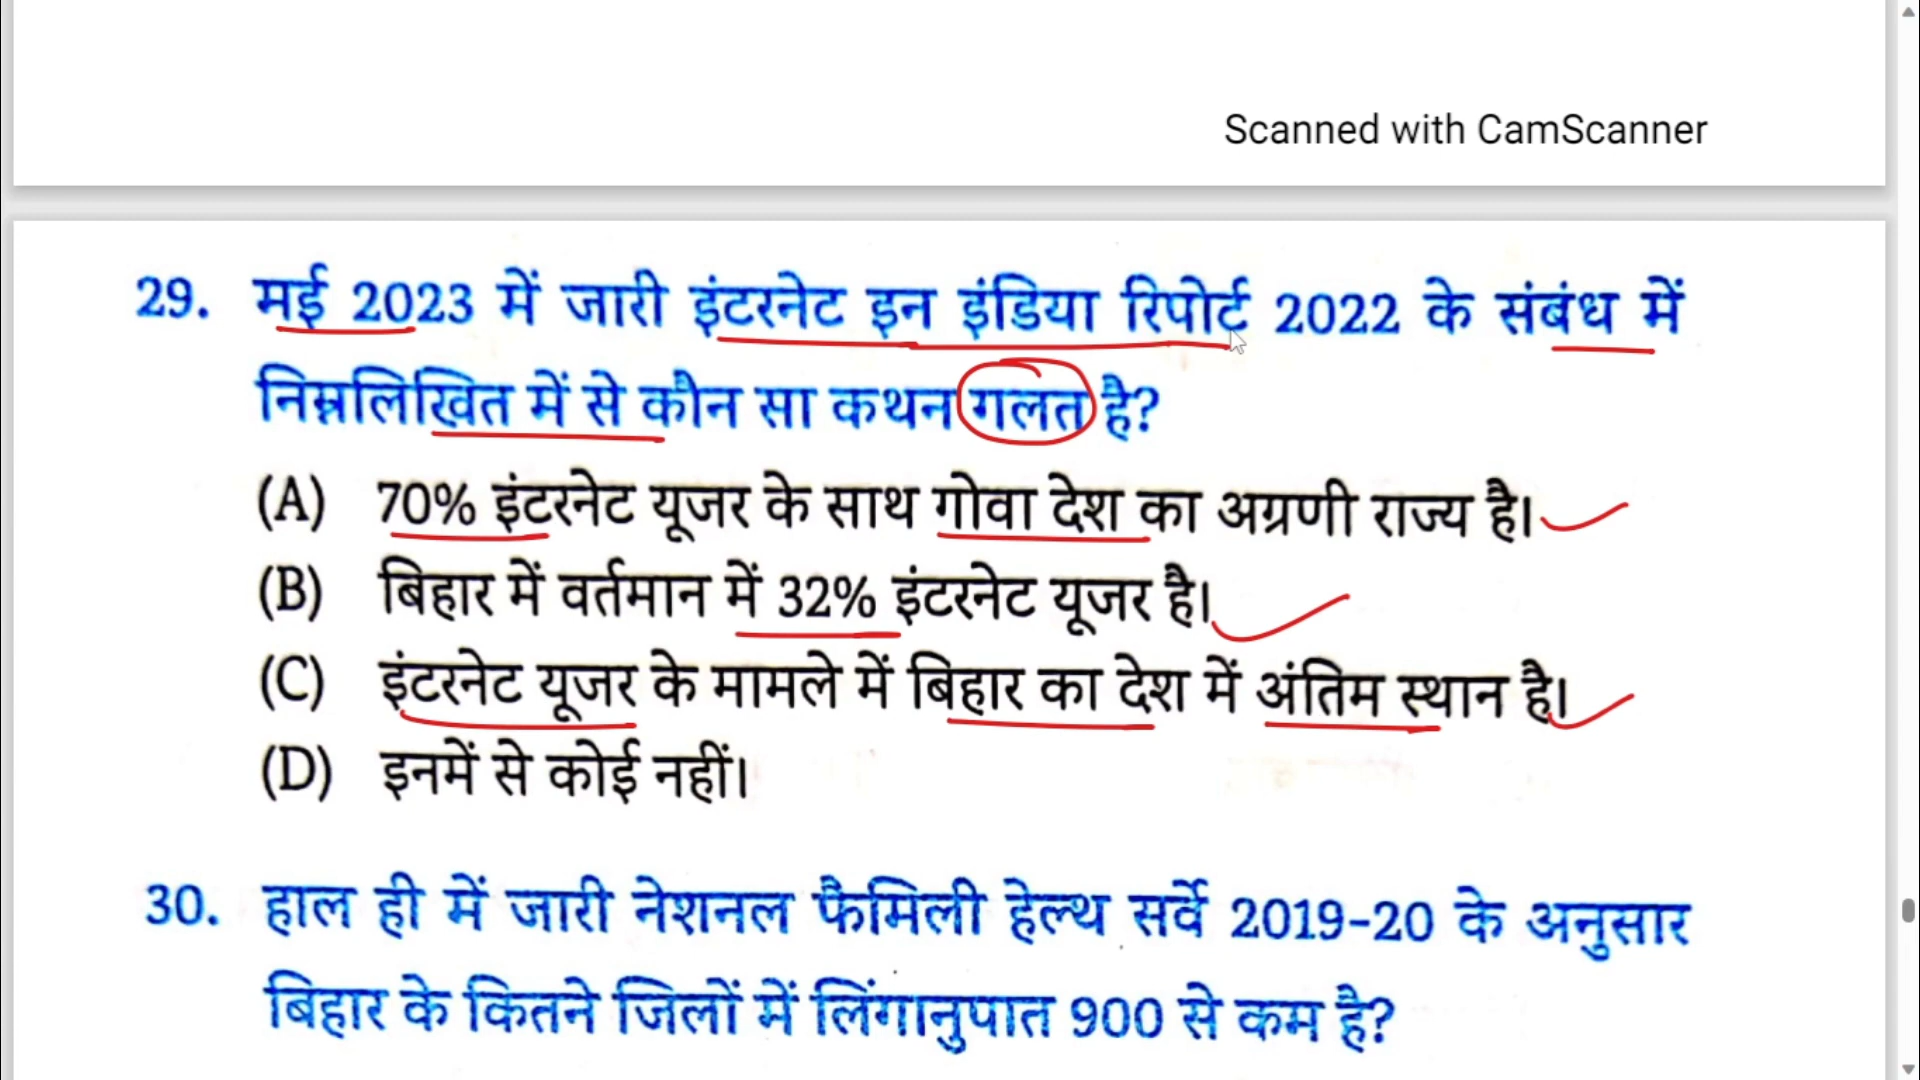 Scanned with CamScanner
29. मई 2023 में जारी इंटरनेट इन इंडिया रिपोर्ट 2022 के संबंध में
निम्नलिखित में से कौन सा कथन गलत है?
(A) 70% इंटरनेट यूजर के साथ गोवा देश का अग्रणी राज्य है।
(B) बिहार में वर्तमान में 32% इंटरनेट यूजर है।
(C) इंटरनेट यूजर के मामले में बिहार का देश में अंतिम स्थान है।
(D) इनमें से कोई नहीं।
30. हाल ही में जारी नेशनल फैमिली हेल्थ सर्वे 2019-20 के अनुसार
बिहार के कितने जिलों में लिंगानुपात 900 से कम है?